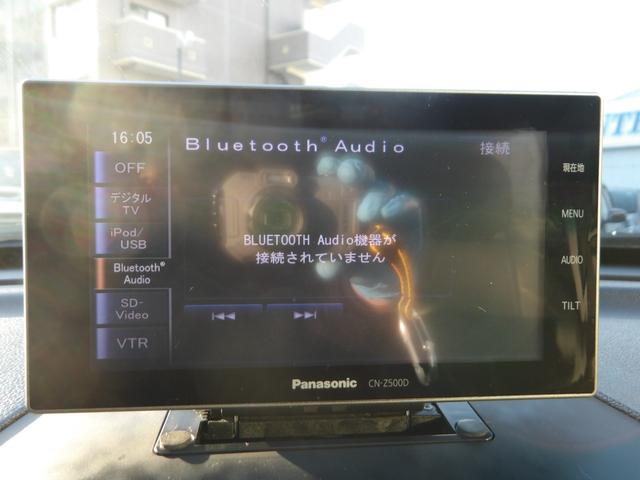 16:05
Bluetooth® Audio
接続
OFF
デジタル
TV
iPod/
USB
Bluetooth®
Audio
SD-
Video
VTR
BLUETOOTH Audio機器が
接続されていません
現在地
MENU
AUDIO
TILT
Panasonic CN-Z500D